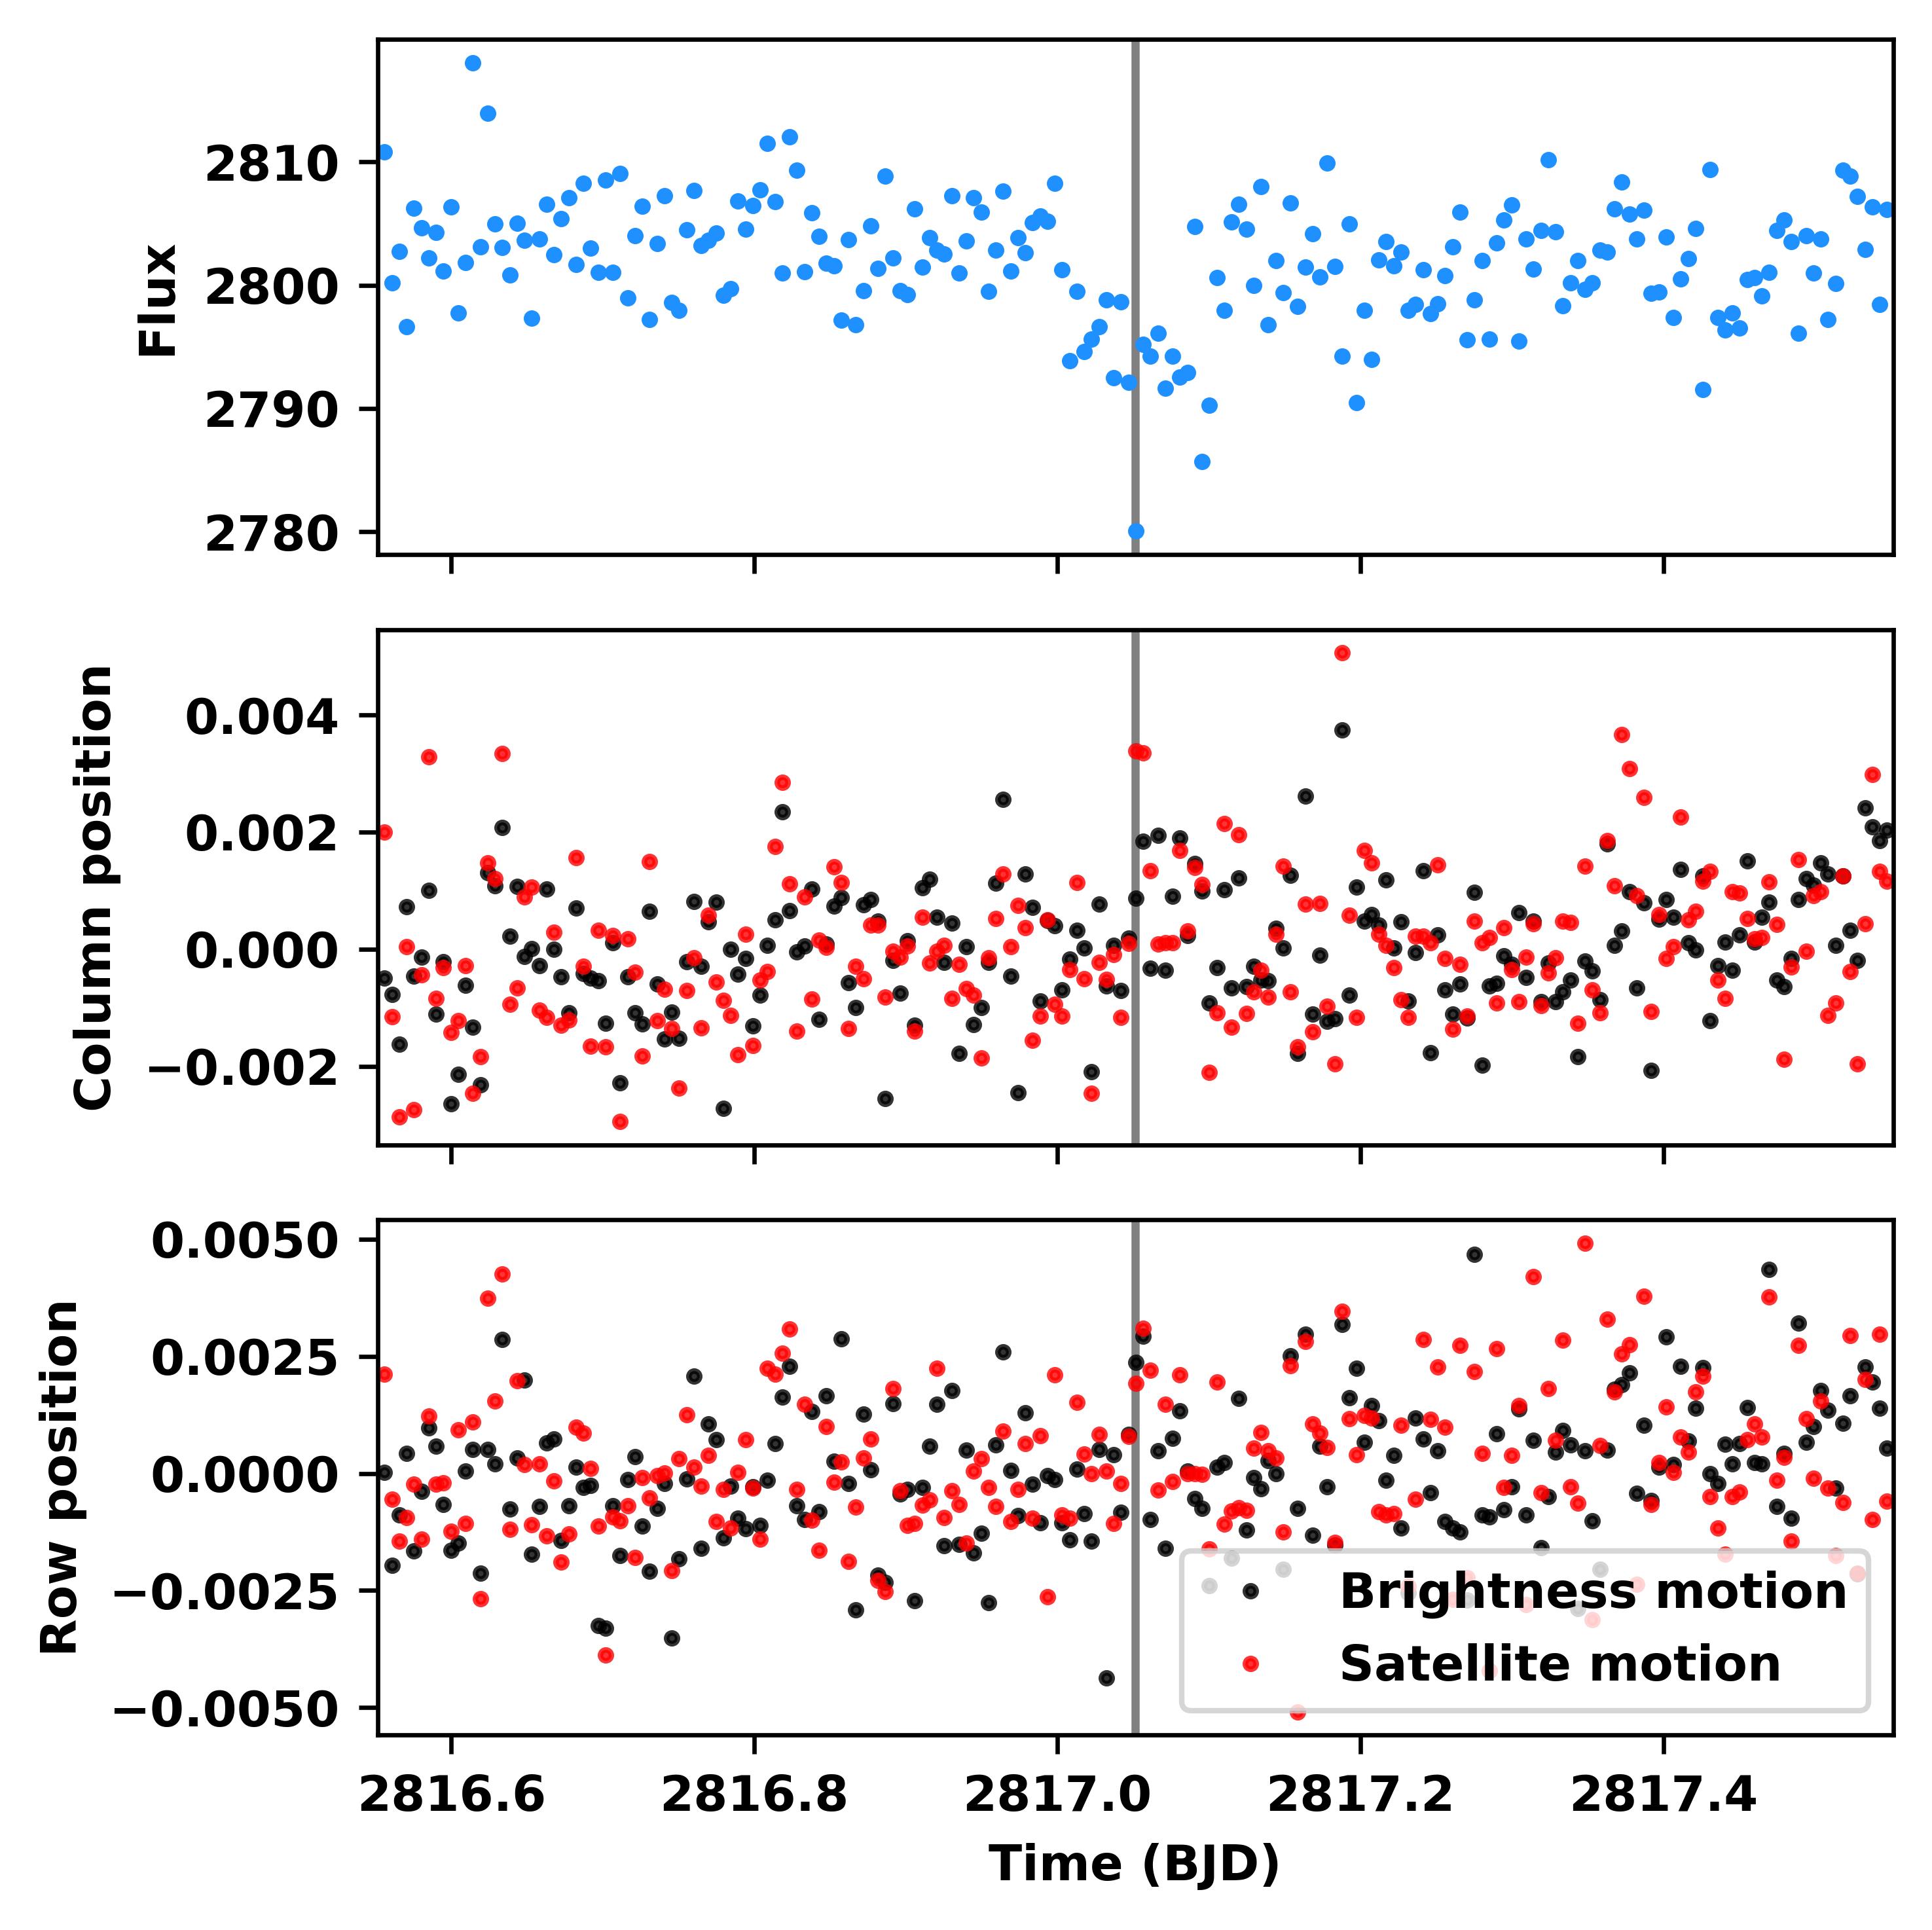 Flux
2810
2800
2790
2780
Column position
0.004
0.002
0.000
−0.002
Row position
0.0050
0.0025
0.0000
−0.0025
−0.0050
Brightness motion
Satellite motion
2816.6 2816.8 2817.0 2817.2 2817.4
Time (BJD)